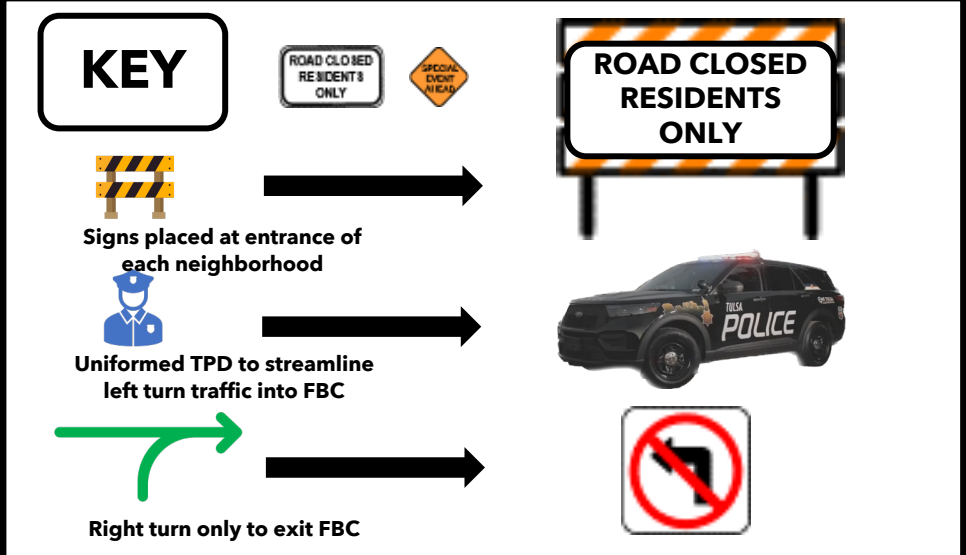 KEY
ROAD CLOSED
RESIDENTS
ONLY
SPECIAL
EVENT
AHEAD
ROAD CLOSED
RESIDENTS
ONLY
Signs placed at entrance of
each neighborhood
TULSA
POLICE
Uniformed TPD to streamline
left turn traffic into FBC
Right turn only to exit FBC